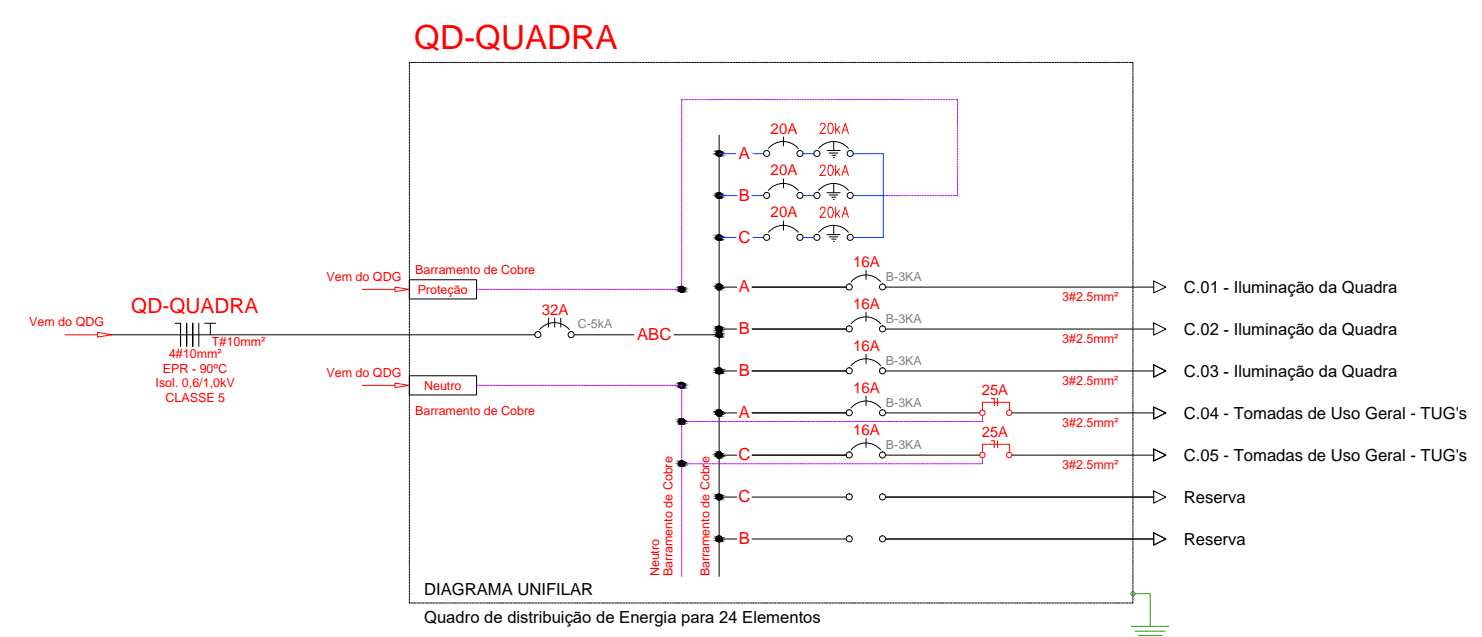 QD-QUADRA
20A 20kA
A
20A 20kA
B
20A 20kA
C
Vem do QDG
Barramento de Cobre
Proteção
16A
A
B-3KA
3#2.5mm²
C.01 - Iluminação da Quadra
QD-QUADRA
Vem do QDG
T#10mm²
4#10mm²
EPR - 90ºC
Isol. 0,6/1,0kV
CLASSE 5
32A
C-5kA
ABC
16A
B
B-3KA
3#2.5mm²
C.02 - Iluminação da Quadra
16A
B
B-3KA
3#2.5mm²
C.03 - Iluminação da Quadra
Vem do QDG
Neutro
Barramento de Cobre
16A
A
B-3KA
25A
3#2.5mm²
C.04 - Tomadas de Uso Geral - TUG's
16A
C
B-3KA
25A
3#2.5mm²
C.05 - Tomadas de Uso Geral - TUG's
C
Reserva
B
Reserva
Neutro
Barramento de Cobre
Barramento de Cobre
DIAGRAMA UNIFILAR
Quadro de distribuição de Energia para 24 Elementos